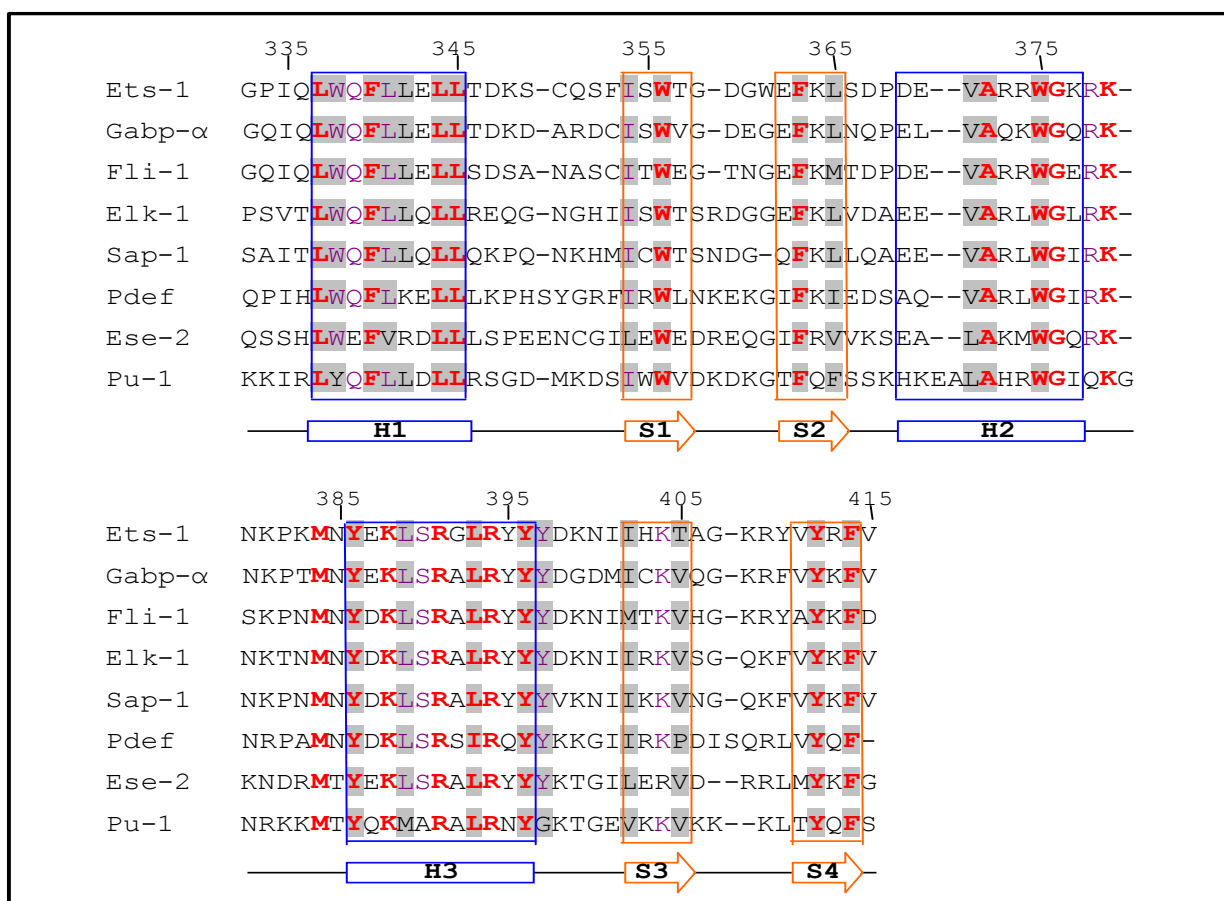 335 345 355 365 375
Ets-1 GPIQLWQFLLELLTDKS-CQSFISWTG-DGWEFKLSDPDE--VARRWGKRK-
Gabp-α GQIQLWQFLLELLTDKD-ARDCISWVG-DEGEFKLNQPEL--VAQKWGQRK-
Fli-1 GQIQLWQFLLELLSDSA-NASCITWEG-TNGEFKMTDPDE--VARRWGERK-
Elk-1 PSVTLWQFLLQLLREQG-NGHIISWTSRDGGEFKLVDAEE--VARLWGLRK-
Sap-1 SAITLWQFLLQLLQKPQ-NKHMICWTSNDG-QFKLLQAEE--VARLWGIRK-
Pdef QPIHLWQFLKELLLKPHSYGRFIRWLNKEKGIFKIEDSAQ--VARLWGIRK-
Ese-2 QSSHLWEFVRDLLLSPEENCGILEWEDREQGIFRVVKSEA--LAKMWGQRK-
Pu-1 KKIRLYQFLLDLLRSGD-MKDSIWWVDKDKGTFQFSSKHKEALAHRWGIQKG
H1 S1 S2 H2
385 395 405 415
Ets-1 NKPKMNYEKLSRGLRYYYDKNIIHKTAG-KRYVYRFV
Gabp-α NKPTMNYEKLSRALRYYYDGDMICKVQG-KRFVYKFV
Fli-1 SKPNMNYDKLSRALRYYYDKNIMTKVHG-KRYAYKFD
Elk-1 NKTNMNYDKLSRALRYYYDKNIIRKVSG-QKFVYKFV
Sap-1 NKPNMNYDKLSRALRYYYVKNIIKKVNG-QKFVYKFV
Pdef NRPAMNYDKLSRSIRQYYKKGIIRKPDISQRLVYQF-
Ese-2 KNDRMTYEKLSRALRYYYKTGILERVD--RRLMYKFG
Pu-1 NRKKMTYQKMARALRNYGKTGEVKKVKK--KLTYQFS
H3 S3 S4